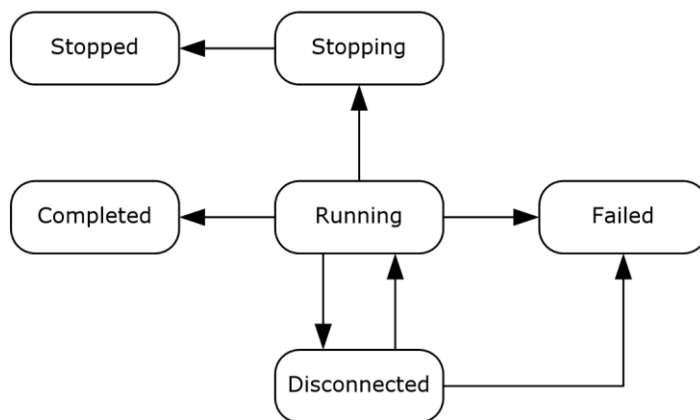 Stopped
Stopping
Completed
Running
Failed
Disconnected